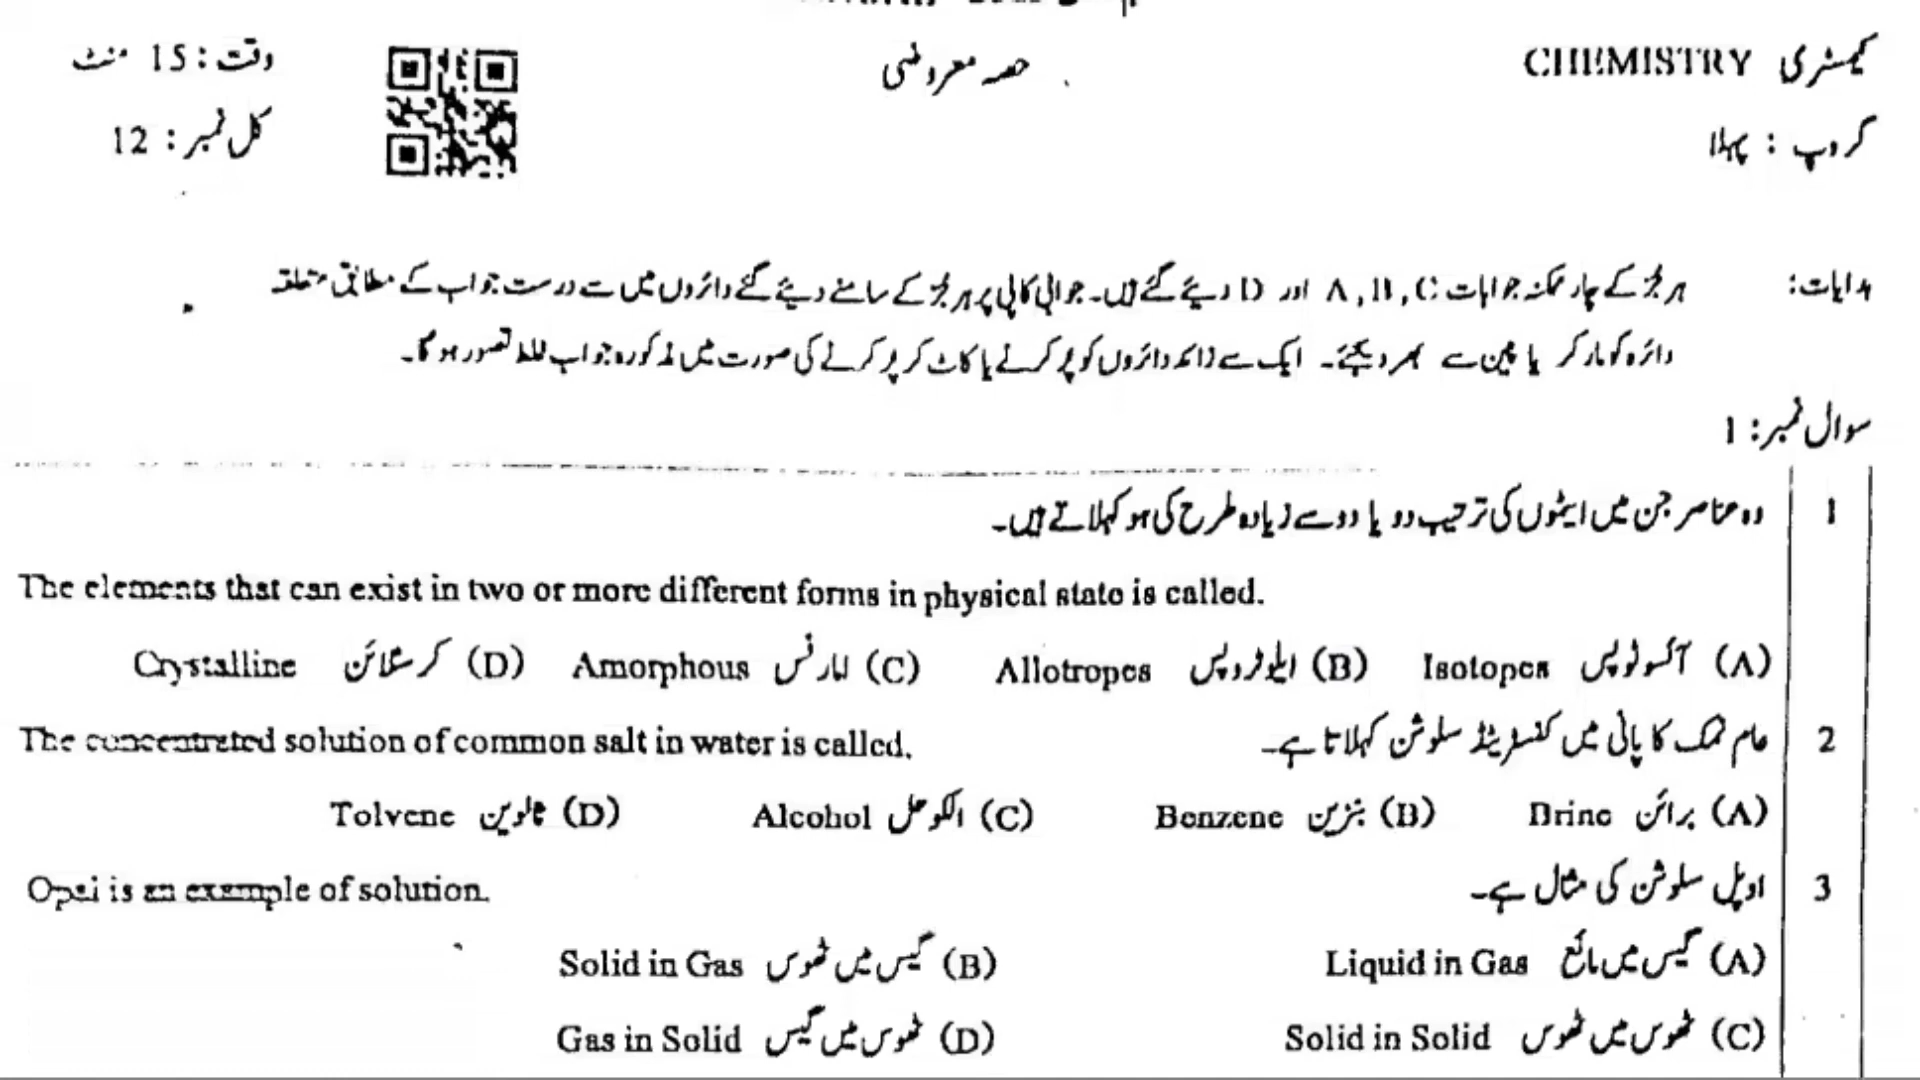 کیمسٹری CHEMISTRY
حصہ معروضی
وقت : 15 منٹ
گروپ : پہلا
کل نمبر : 12
ہدایات: ہر جُز کے چار ممکنہ جوابات A, B, C اور D دیئے گئے ہیں۔ جوابی کاپی پر ہر جُز کے سامنے دیئے گئے دائروں میں سے درست جواب کے مطابق متعلقہ
دائرہ کو مارکر یا پین سے بھر دیجئے۔ ایک سے زائد دائروں کو پُر کرنے یا کاٹ کر پُر کرنے کی صورت میں مذکورہ جواب غلط تصور ہو گا۔
سوال نمبر : 1
1 وہ عناصر جن میں ایٹموں کی ترتیب دو یا دو سے زیادہ طرح کی ہو کہلاتے ہیں۔
The elements that can exist in two or more different forms in physical state is called.
(A) آئسوٹوپس Isotopes (B) ایلوٹروپس Allotropes (C) امارفس Amorphous (D) کرسٹلائن Crystalline
2 عام نمک کا پانی میں کنسنٹریٹڈ سلوشن کہلاتا ہے۔ The concentrated solution of common salt in water is called.
(A) برائن Brine (B) بنزین Benzene (C) الکوحل Alcohol (D) ٹالوین Tolvene
3 اوپل سلوشن کی مثال ہے۔ Opal is an example of solution.
(A) گیس میں مائع Liquid in Gas (B) گیس میں ٹھوس Solid in Gas
(C) ٹھوس میں ٹھوس Solid in Solid (D) ٹھوس میں گیس Gas in Solid